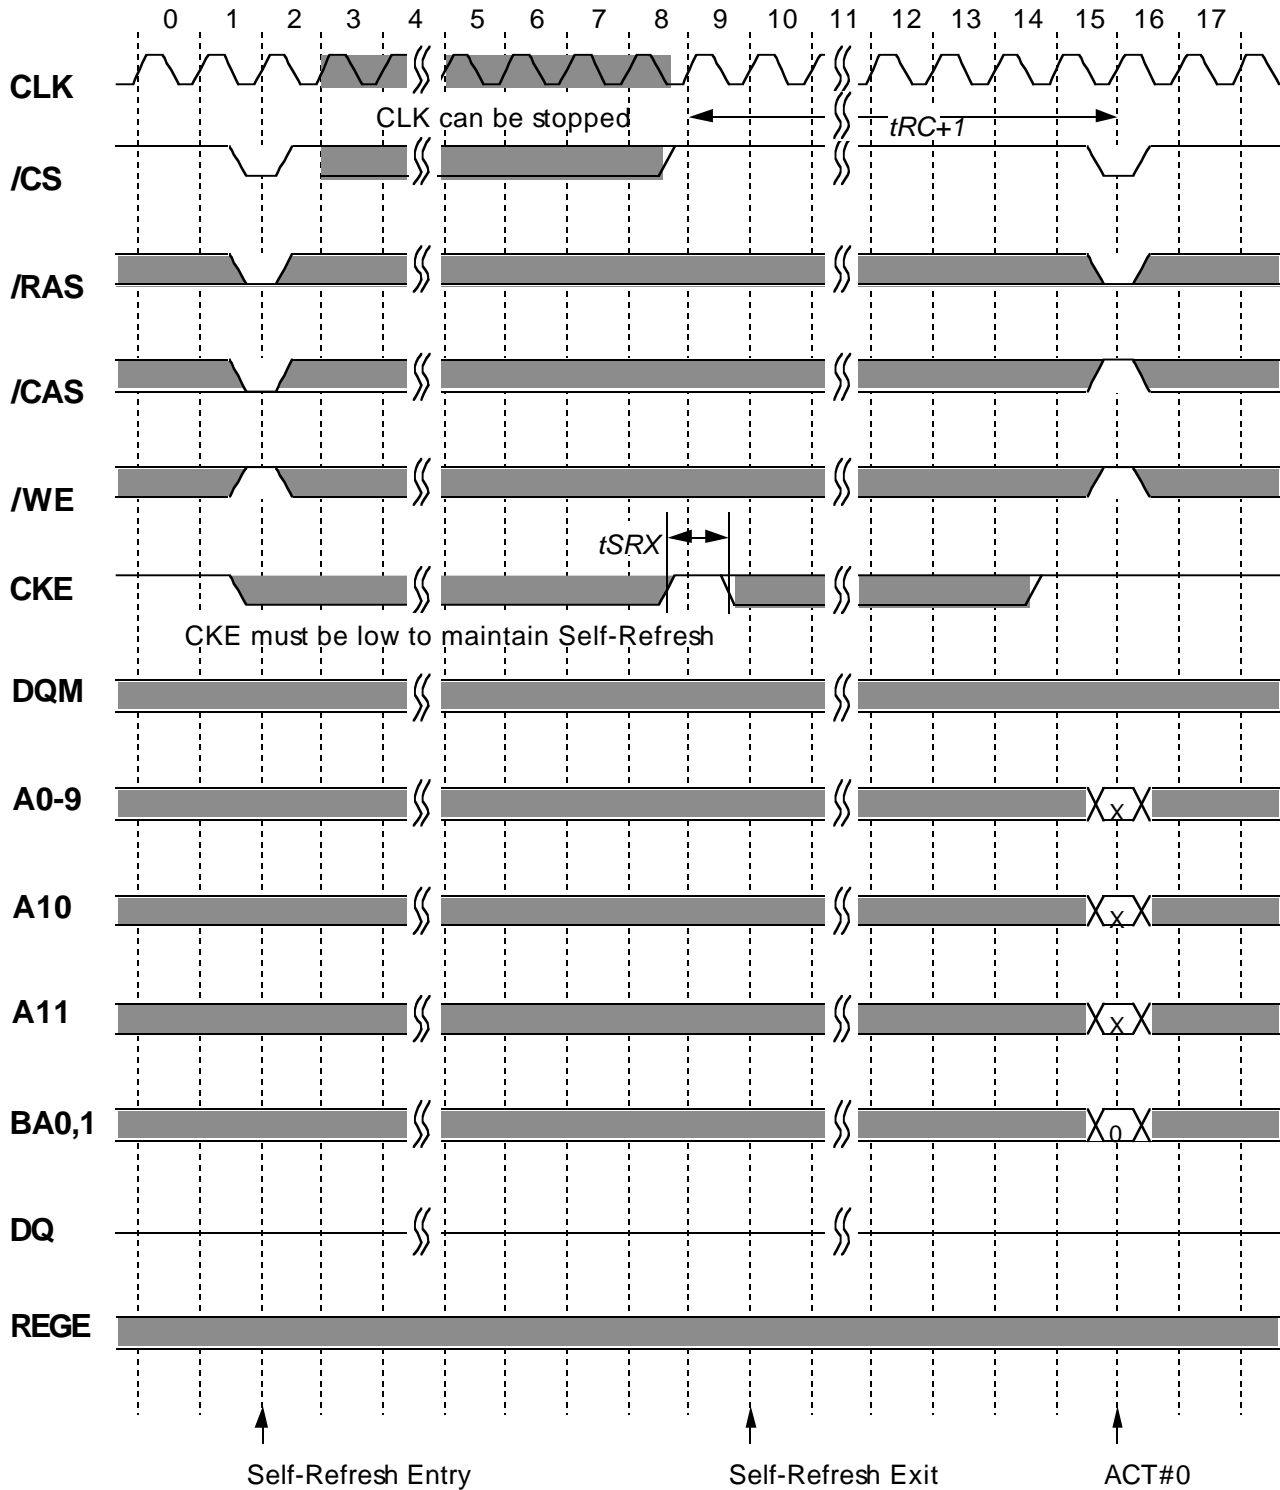 0 1 2 3 4 5 6 7 8 9 10 11 12 13 14 15 16 17
CLK
CLK can be stopped
tRC+1
/CS
/RAS
/CAS
/WE
tSRX
CKE
CKE must be low to maintain Self-Refresh
DQM
A0-9
X
A10
X
A11
X
BA0,1
0
DQ
REGE
Self-Refresh Entry
Self-Refresh Exit
ACT#0